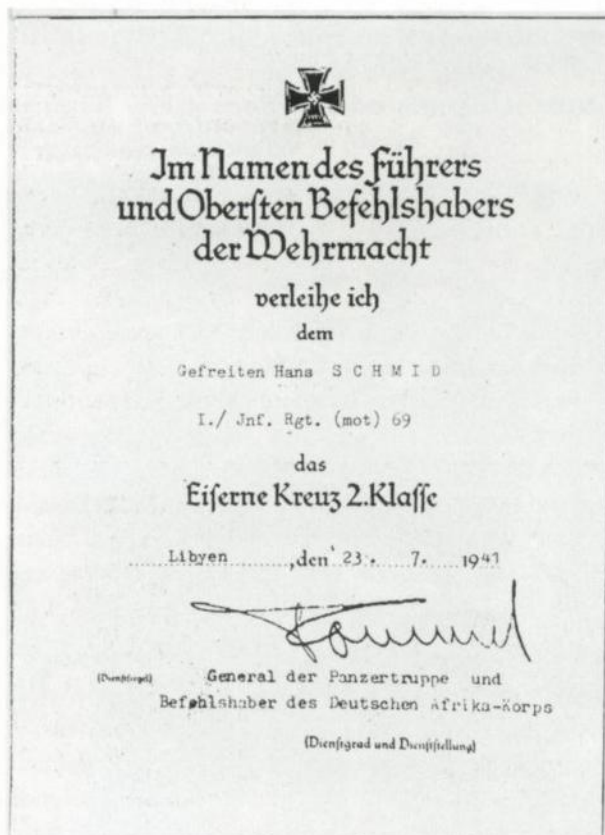 Im Namen des Führers
und Oberſten Befehlshabers
der Wehrmacht
verleihe ich
dem
Gefreiten Hans S C H M I D
I./ Jnf. Rgt. (mot) 69
das
Eiſerne Kreuz 2.Klaſſe
Libyen ,den 23. 7. 1941
Rommel
(Dienſtſiegel)
General der Panzertruppe und
Befehlshaber des Deutschen Afrika-Korps
(Dienſtgrad und Dienſtſtellung)